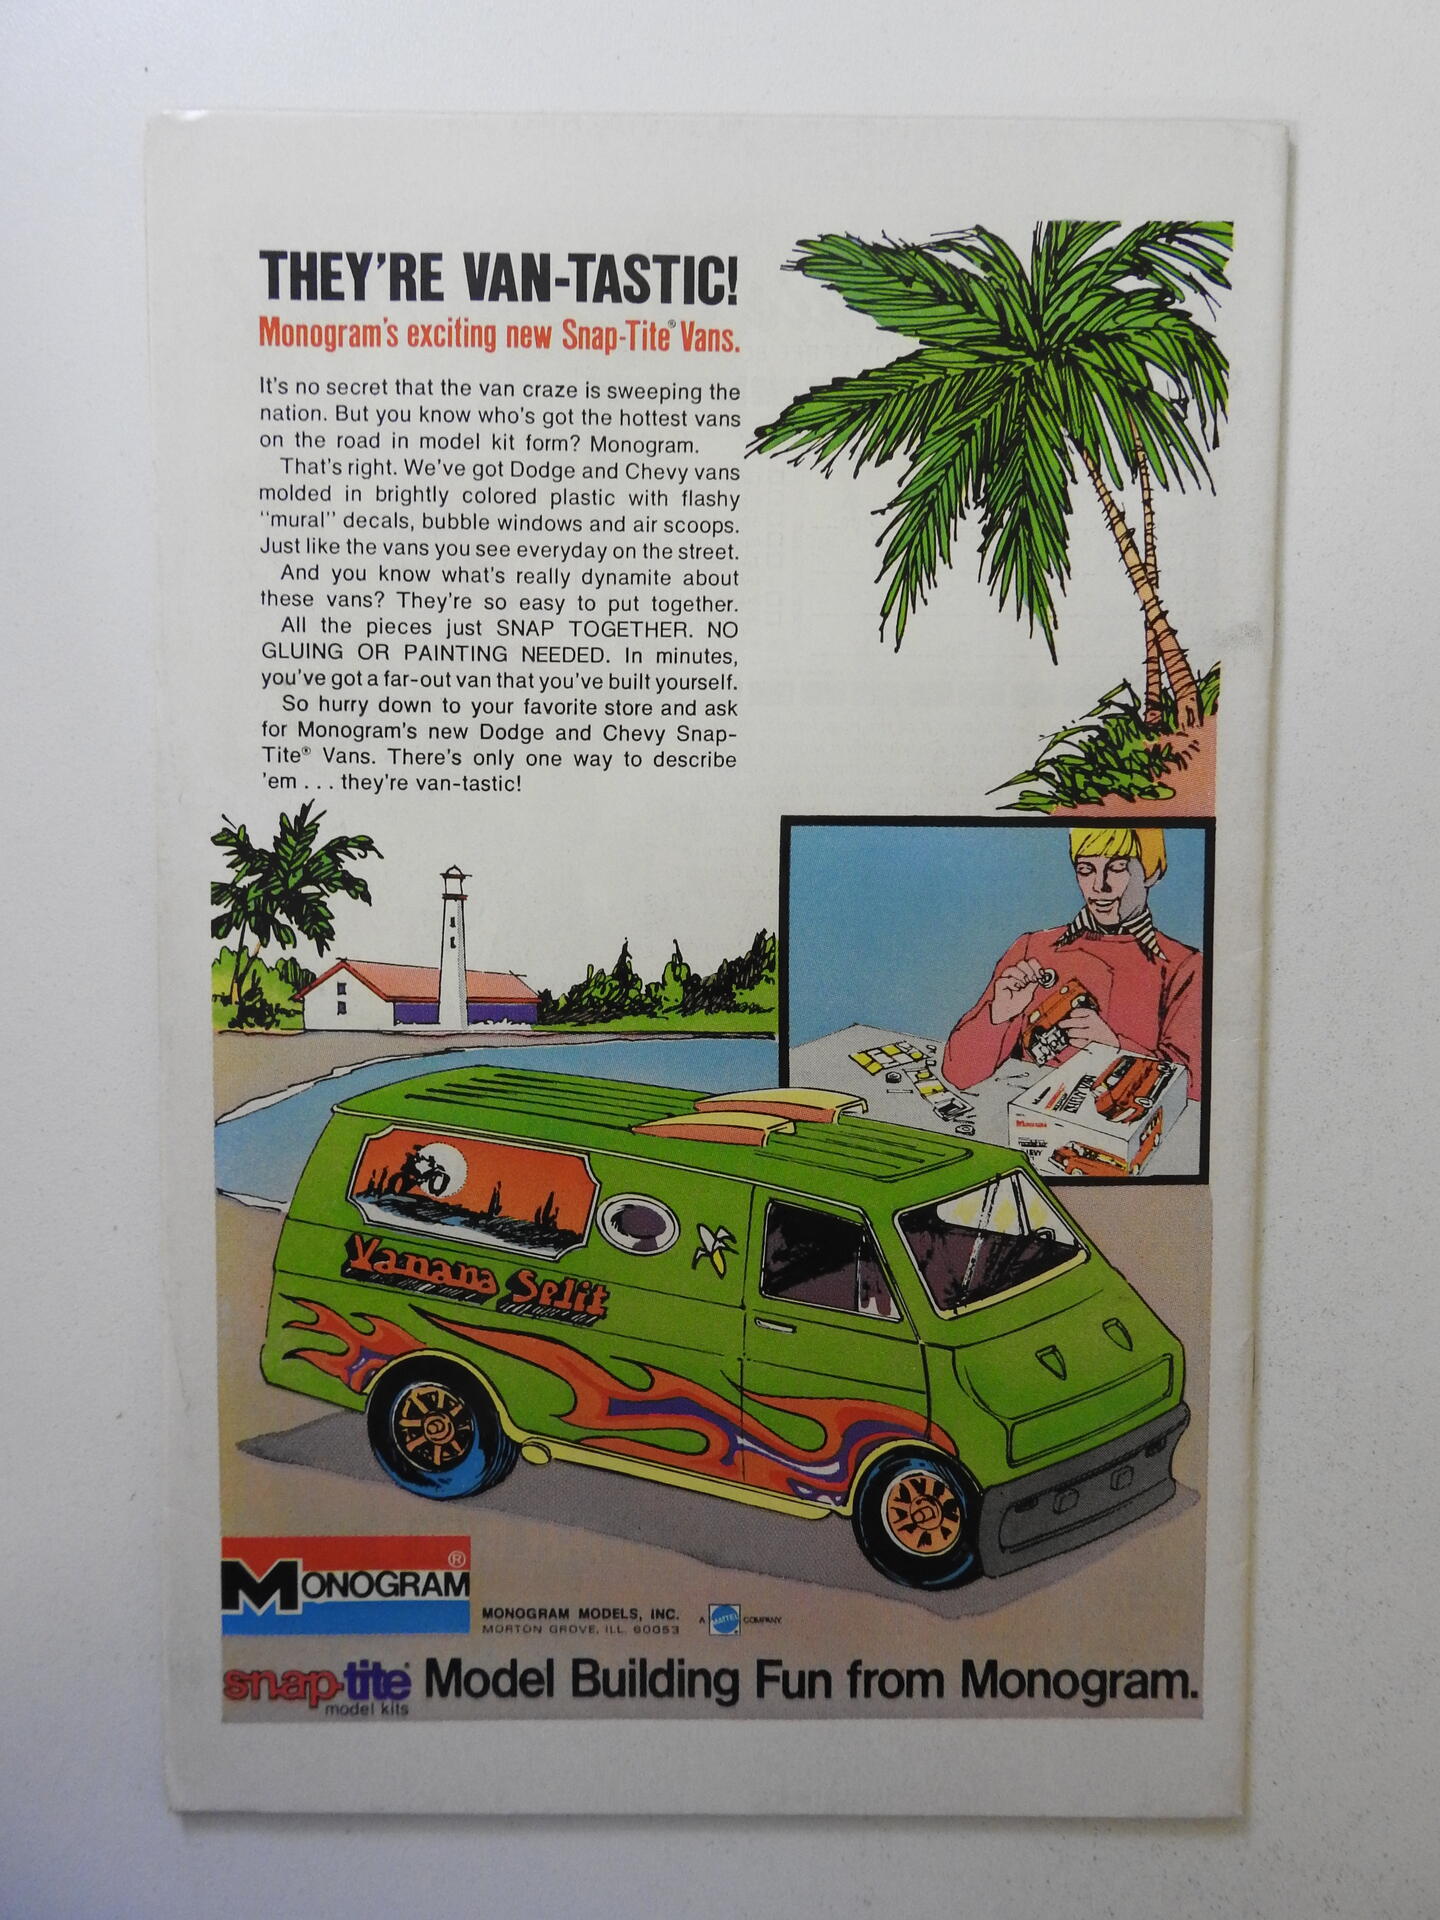 THEY'RE VAN-TASTIC!
Monogram's exciting new Snap-Tite® Vans.
It's no secret that the van craze is sweeping the
nation. But you know who's got the hottest vans
on the road in model kit form? Monogram.
That's right. We've got Dodge and Chevy vans
molded in brightly colored plastic with flashy
"mural" decals, bubble windows and air scoops.
Just like the vans you see everyday on the street.
And you know what's really dynamite about
these vans? They're so easy to put together.
All the pieces just SNAP TOGETHER. NO
GLUING OR PAINTING NEEDED. In minutes,
you've got a far-out van that you've built yourself.
So hurry down to your favorite store and ask
for Monogram's new Dodge and Chevy Snap-
Tite® Vans. There's only one way to describe
'em . . . they're van-tastic!
Vanana Split
MONOGRAM ®
MONOGRAM MODELS, INC.
MORTON GROVE, ILL. 60053
A MATTEL COMPANY
snap-tite model kits
Model Building Fun from Monogram.